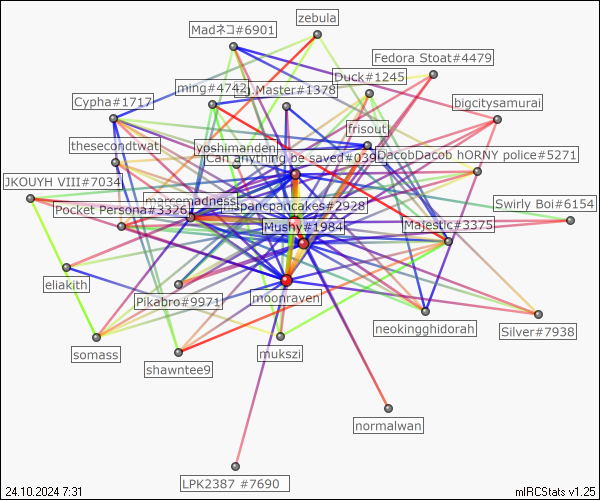 zebula
Madネコ#6901
Fedora Stoat#4479
Duck#1245
ming#4742
.Master#1378
Cypha#1717
bigcitysamurai
frisout
thesecondtwat
yoshimanden
Can anything be saved#039
DacobDacob hORNY police#5271
JKOUYH VIII#7034
marcemadness
Swirly Boi#6154
Pocket Persona#3326
hispancpancakes#2928
Mushy#1984
Majestic#3375
eliakith
Pikabro#9971
moonraven
neokingghidorah
Silver#7938
somass
mukszi
shawntee9
normalwan
LPK2387 #7690
24.10.2024 7:31
mIRCStats v1.25